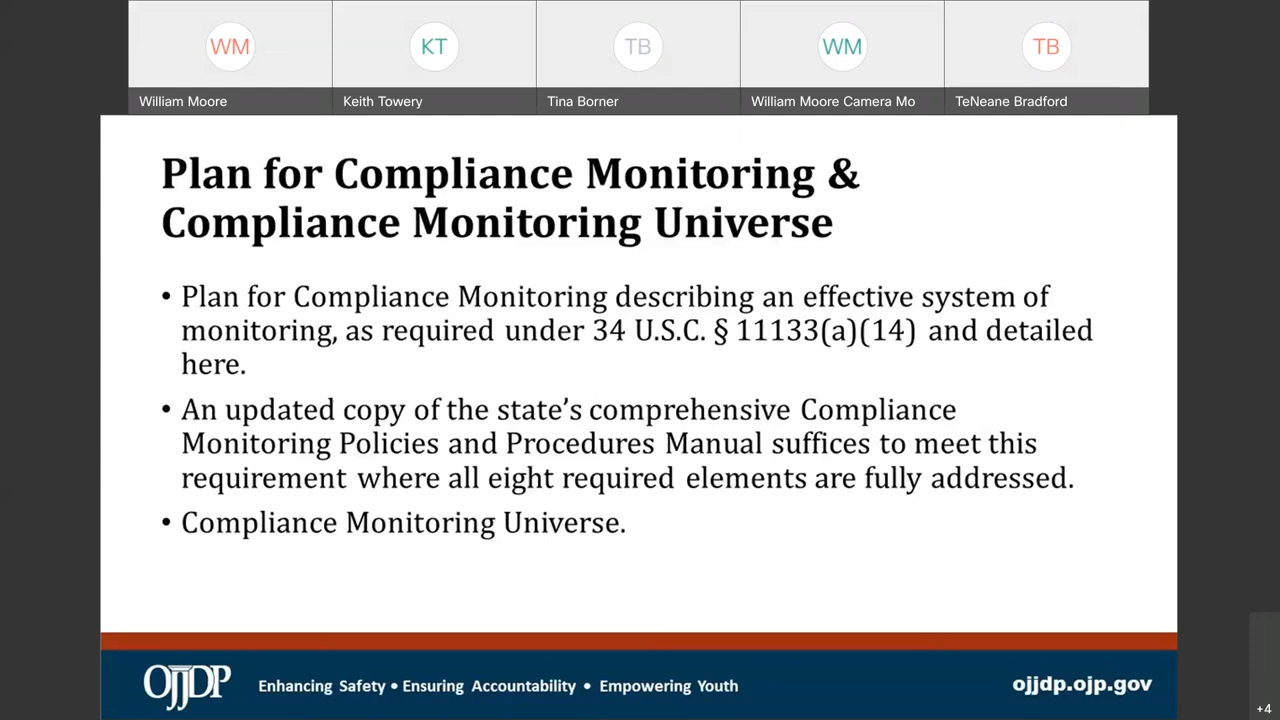 WM
KT
TB
WM
TB
William Moore
Keith Towery
Tina Borner
William Moore Camera Mo
TeNeane Bradford
Plan for Compliance Monitoring &
Compliance Monitoring Universe
• Plan for Compliance Monitoring describing an effective system of
monitoring, as required under 34 U.S.C. § 11133(a)(14) and detailed
here.
• An updated copy of the state’s comprehensive Compliance
Monitoring Policies and Procedures Manual suffices to meet this
requirement where all eight required elements are fully addressed.
• Compliance Monitoring Universe.
OJJDP
Enhancing Safety • Ensuring Accountability • Empowering Youth
ojjdp.ojp.gov
+4